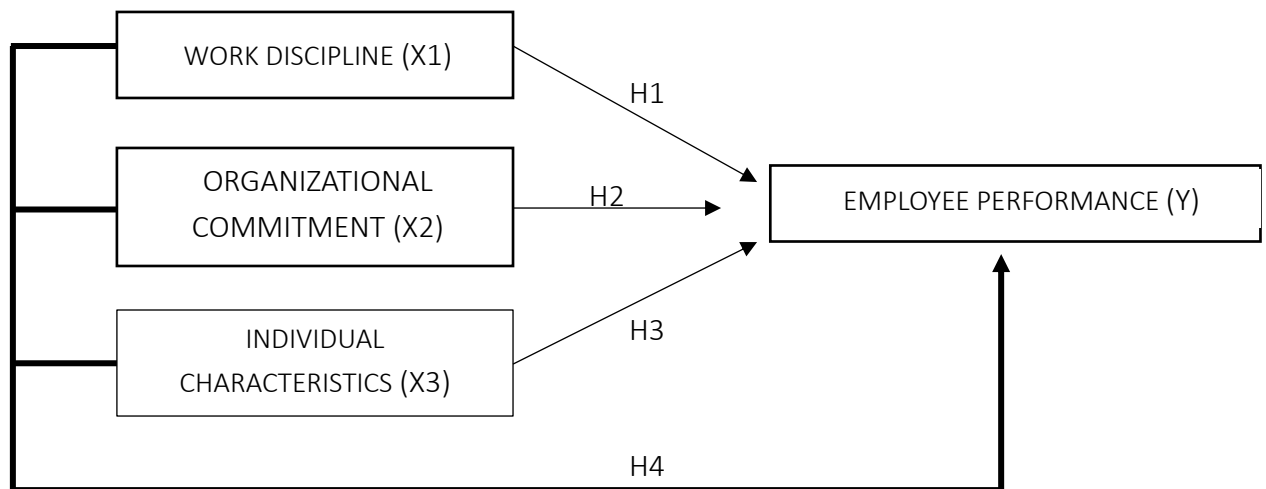 WORK DISCIPLINE (X1)
H1
ORGANIZATIONAL
COMMITMENT (X2)
H2
EMPLOYEE PERFORMANCE (Y)
INDIVIDUAL
CHARACTERISTICS (X3)
H3
H4